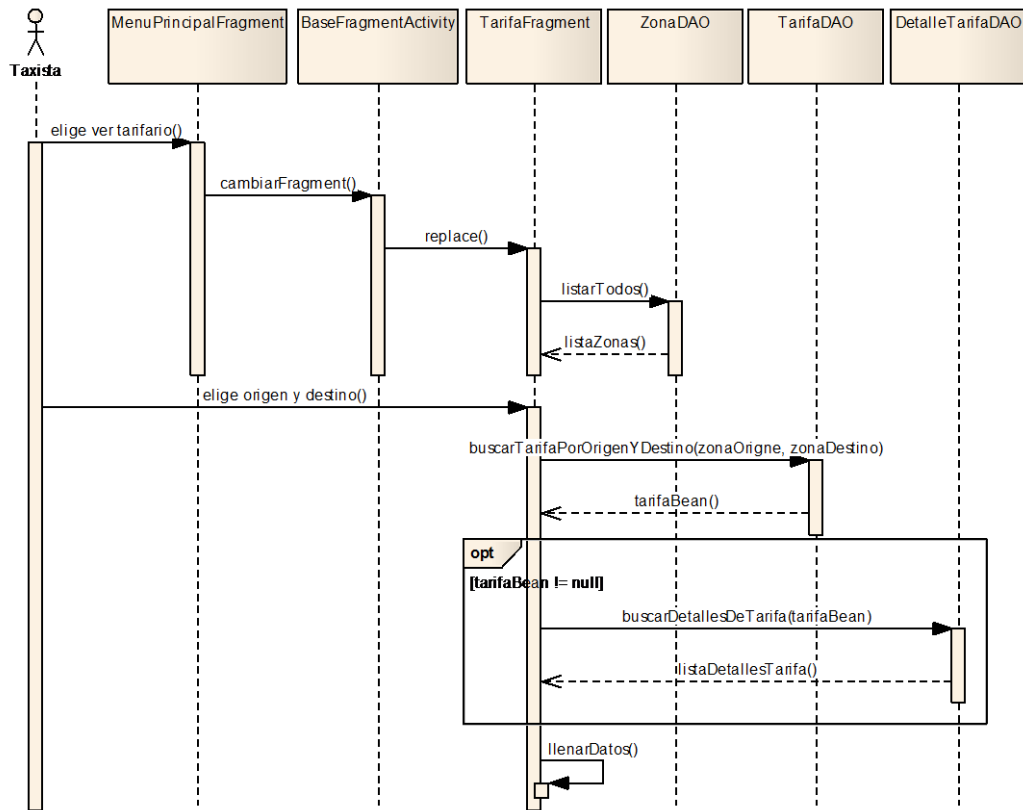 MenuPrincipalFragment
BaseFragmentActivity
TarifaFragment
ZonaDAO
TarifaDAO
DetalleTarifaDAO
Taxista
elige ver tarifario()
cambiarFragment()
replace()
listarTodos()
listaZonas()
elige origen y destino()
buscarTarifaPorOrigenYDestino(zonaOrigne, zonaDestino)
tarifaBean()
opt
[tarifaBean != null]
buscarDetallesDeTarifa(tarifaBean)
listaDetallesTarifa()
llenarDatos()